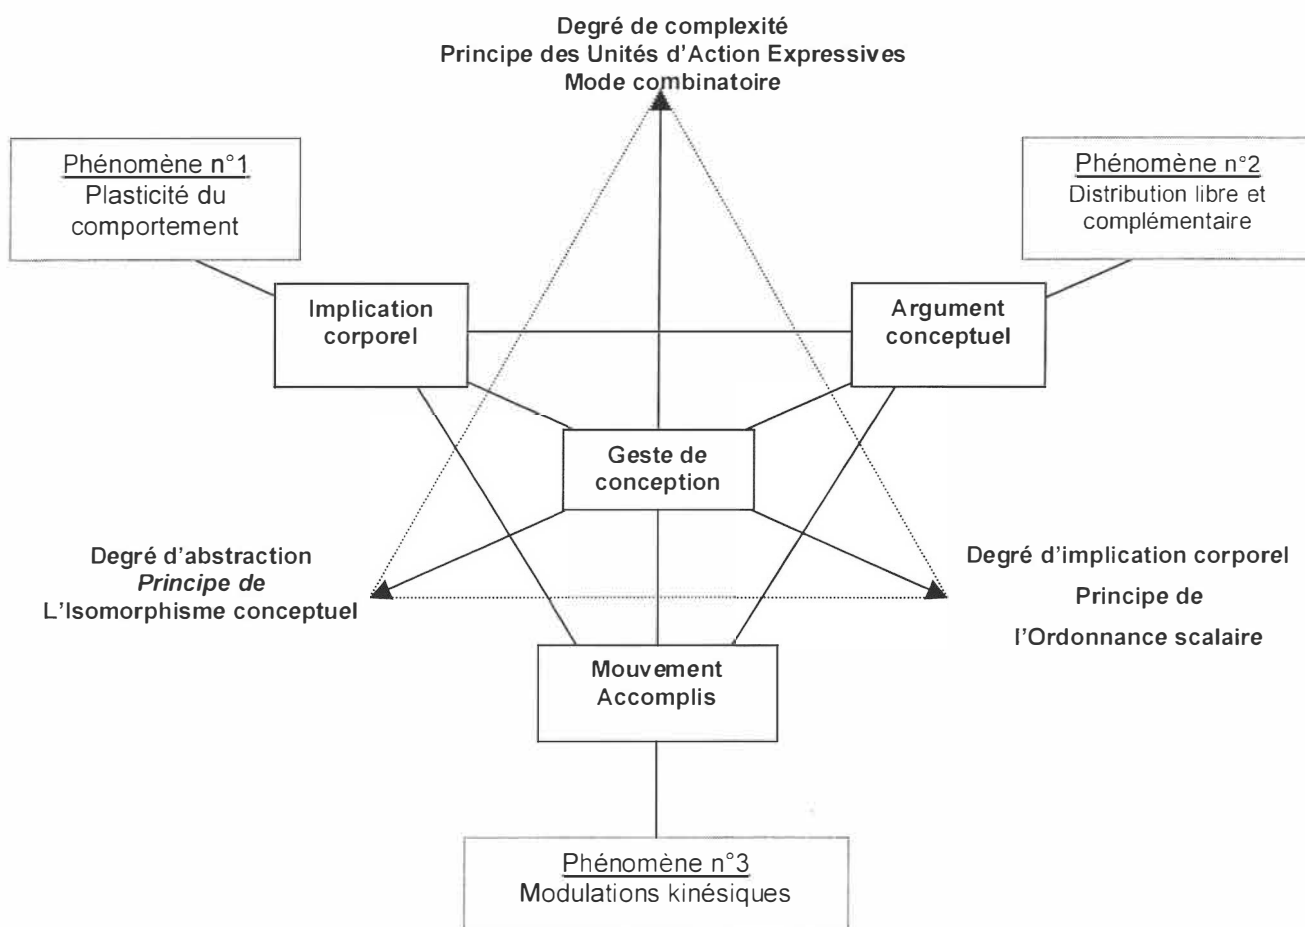 Degré de complexité
Principe des Unités d'Action Expressives
Mode combinatoire
Phénomène n°1
Plasticité du
comportement
Phénomène n°2
Distribution libre et
complémentaire
Implication
corporel
Argument
conceptuel
Geste de
conception
Degré d'abstraction
Principe de
L'Isomorphisme conceptuel
Degré d'implication corporel
Principe de
l'Ordonnance scalaire
Mouvement
Accomplis
Phénomène n°3
Modulations kinésiques